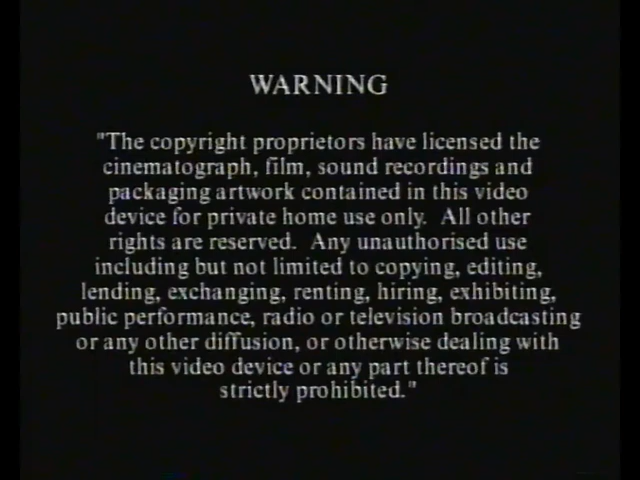 WARNING
"The copyright proprietors have licensed the
cinematograph, film, sound recordings and
packaging artwork contained in this video
device for private home use only.  All other
rights are reserved.  Any unauthorised use
including but not limited to copying, editing,
lending, exchanging, renting, hiring, exhibiting,
public performance, radio or television broadcasting
or any other diffusion, or otherwise dealing with
this video device or any part thereof is
strictly prohibited."